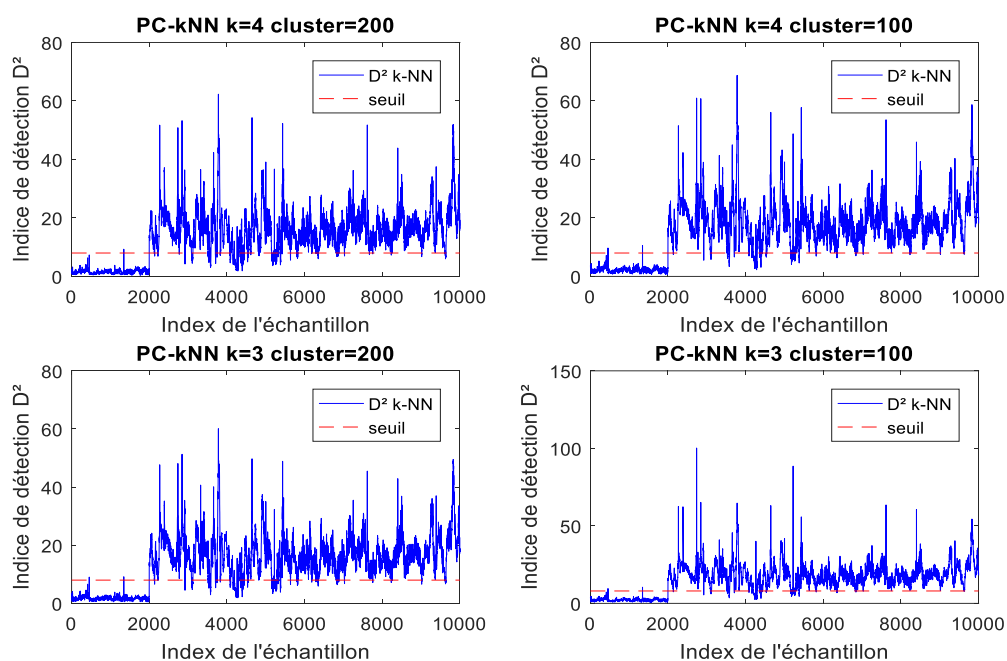 PC-kNN k=4 cluster=200
80
60
40
20
0
Indice de détection D²
D² k-NN
seuil
0 2000 4000 6000 8000 10000
Index de l'échantillon
PC-kNN k=4 cluster=100
80
60
40
20
0
Indice de détection D²
D² k-NN
seuil
0 2000 4000 6000 8000 10000
Index de l'échantillon
PC-kNN k=3 cluster=200
80
60
40
20
0
Indice de détection D²
D² k-NN
seuil
0 2000 4000 6000 8000 10000
Index de l'échantillon
PC-kNN k=3 cluster=100
150
100
50
0
Indice de détection D²
D² k-NN
seuil
0 2000 4000 6000 8000 10000
Index de l'échantillon